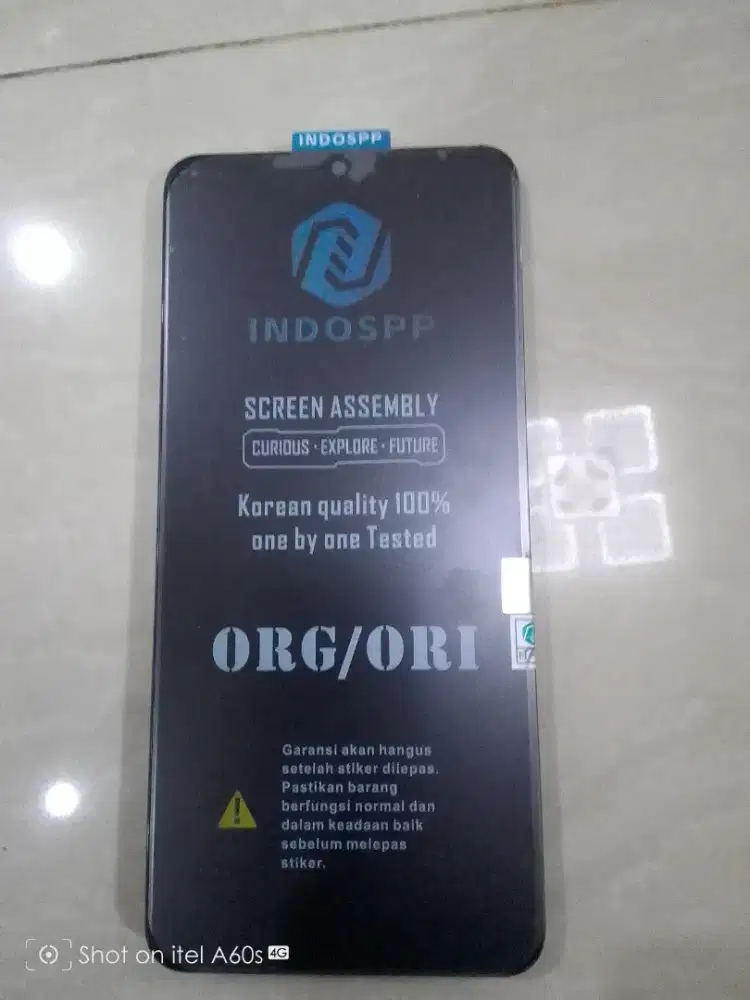 INDOSPP
INDOSPP
SCREEN ASSEMBLY
CURIOUS · EXPLORE · FUTURE
Korean quality 100%
one by one Tested
ORG/ORI
Garansi akan hangus
setelah stiker dilepas.
Pastikan barang
berfungsi normal dan
dalam keadaan baik
sebelum melepas
stiker.
Shot on itel A60s 4G